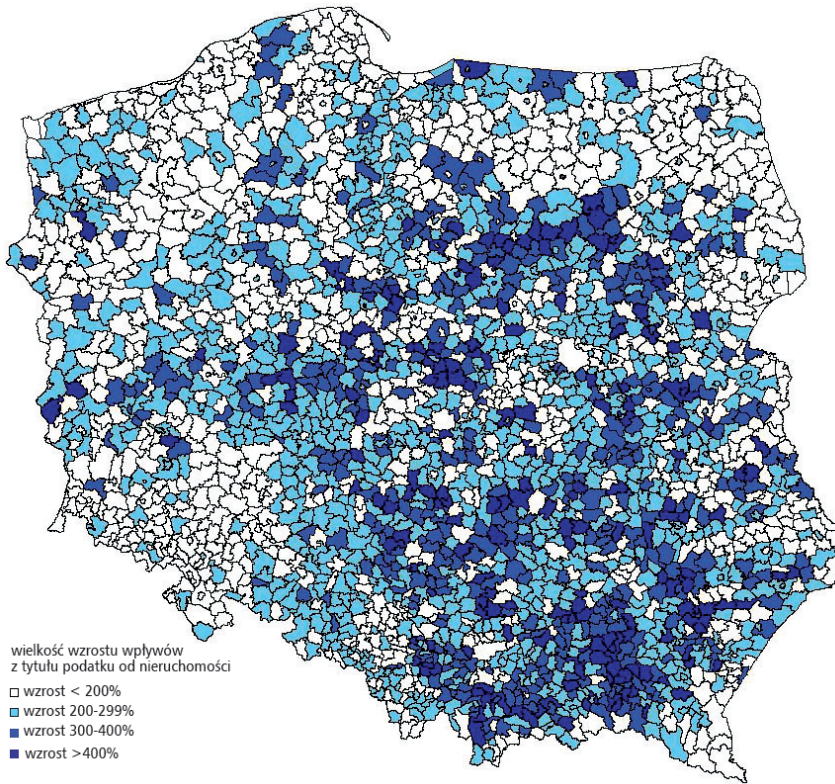 wielkość wzrostu wpływów
z tytułu podatku od nieruchomości
wzrost < 200%
wzrost 200-299%
wzrost 300-400%
wzrost >400%